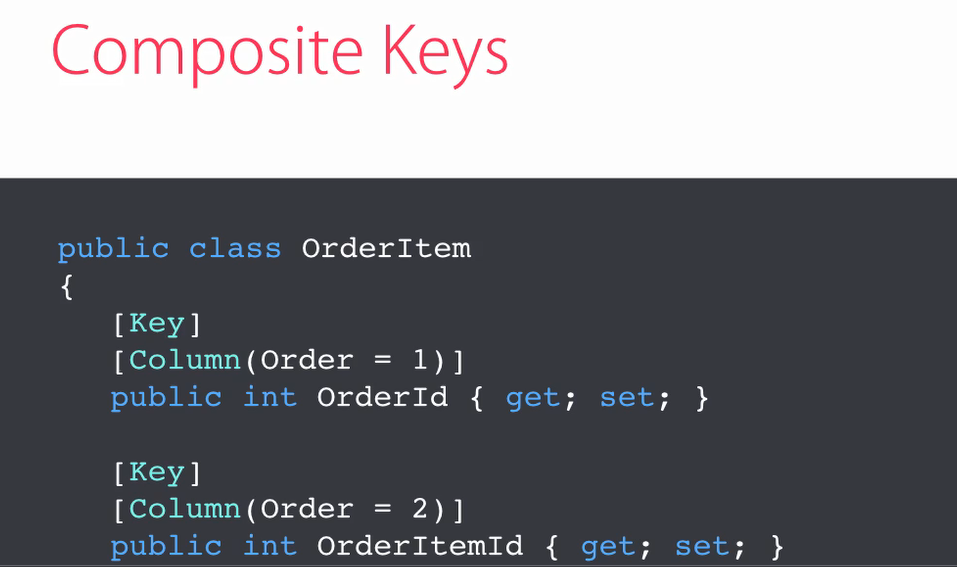 Composite Keys
public class OrderItem
{
[Key]
[Column(Order = 1)]
public int OrderId { get; set; }
[Key]
[Column(Order = 2)]
public int OrderItemId { get; set; }